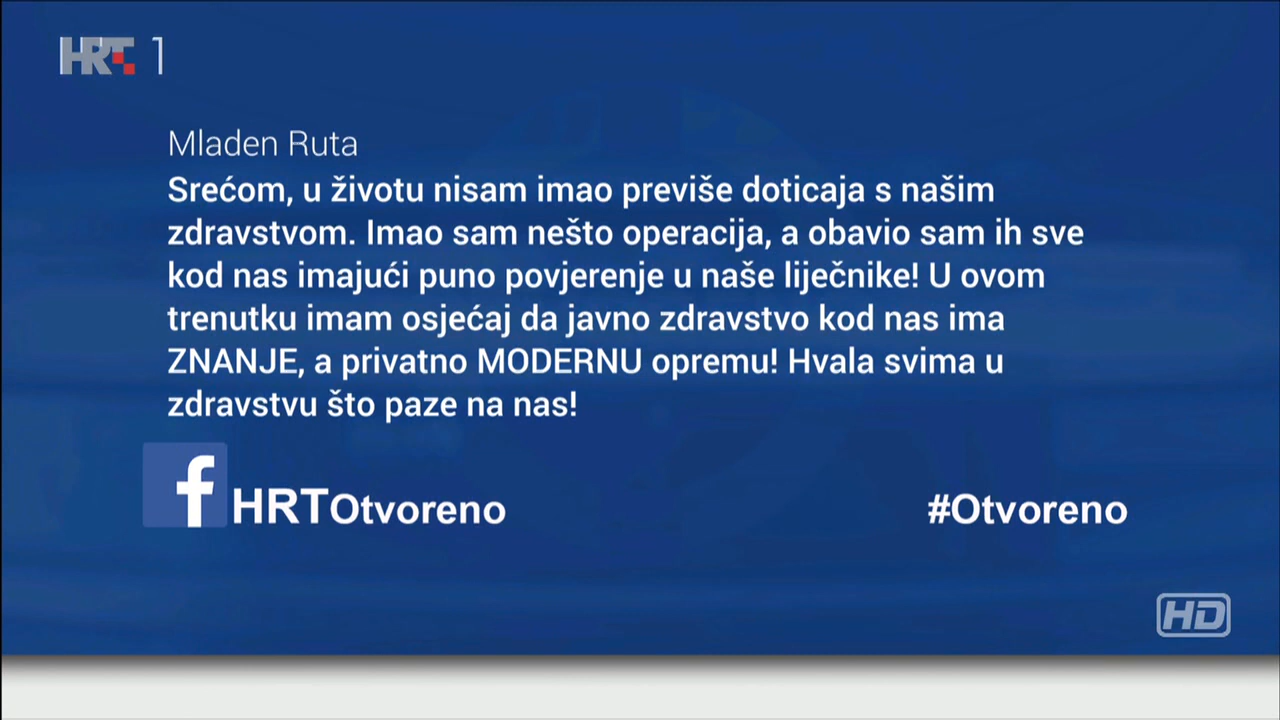 HRT 1
Mladen Ruta
Srećom, u životu nisam imao previše doticaja s našim
zdravstvom. Imao sam nešto operacija, a obavio sam ih sve
kod nas imajući puno povjerenje u naše liječnike! U ovom
trenutku imam osjećaj da javno zdravstvo kod nas ima
ZNANJE, a privatno MODERNU opremu! Hvala svima u
zdravstvu što paze na nas!
f HRTOtvoreno
#Otvoreno
HD